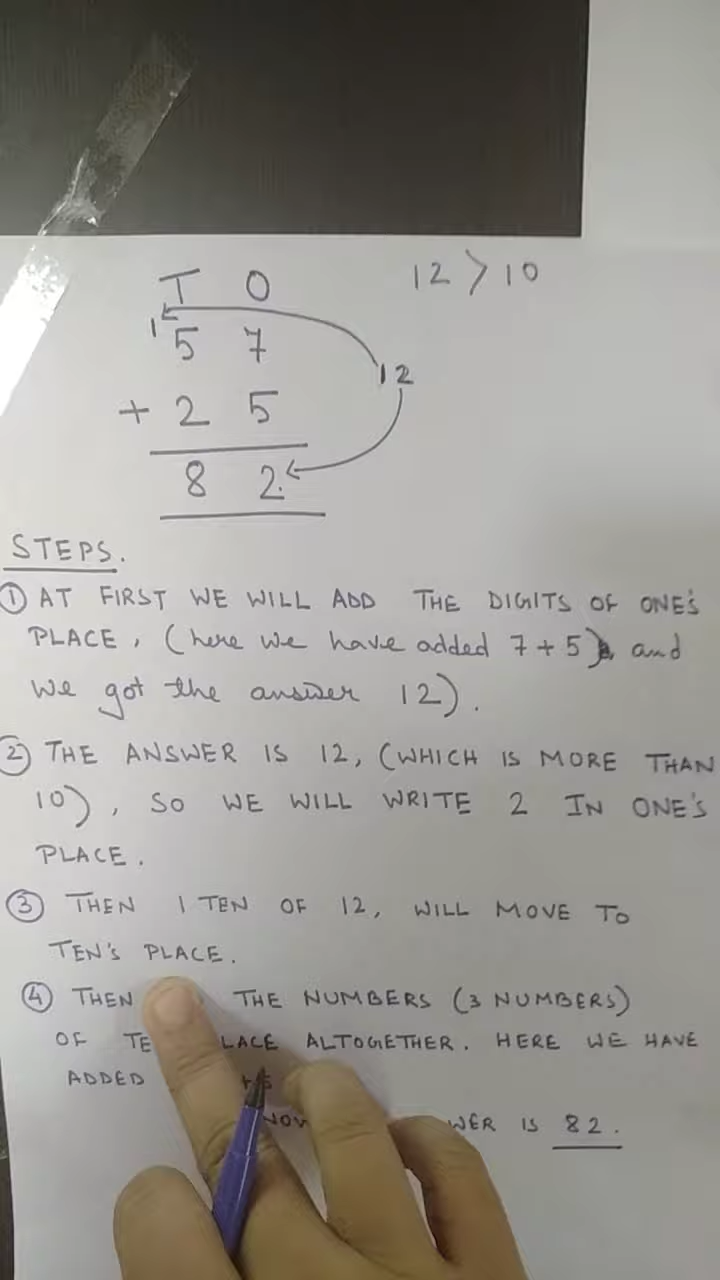 T O 12 > 10
1
5 7
12
+ 2 5
8 2
STEPS.
① AT FIRST WE WILL ADD THE DIGITS OF ONE'S
PLACE, (here we have added 7 + 5), and
we got the answer 12).
② THE ANSWER IS 12, (WHICH IS MORE THAN
10), SO WE WILL WRITE 2 IN ONE'S
PLACE.
③ THEN 1 TEN OF 12, WILL MOVE TO
TEN'S PLACE.
④ THEN THE NUMBERS (3 NUMBERS)
OF ALTOGETHER. HERE WE HAVE
ADDED
IS 82.